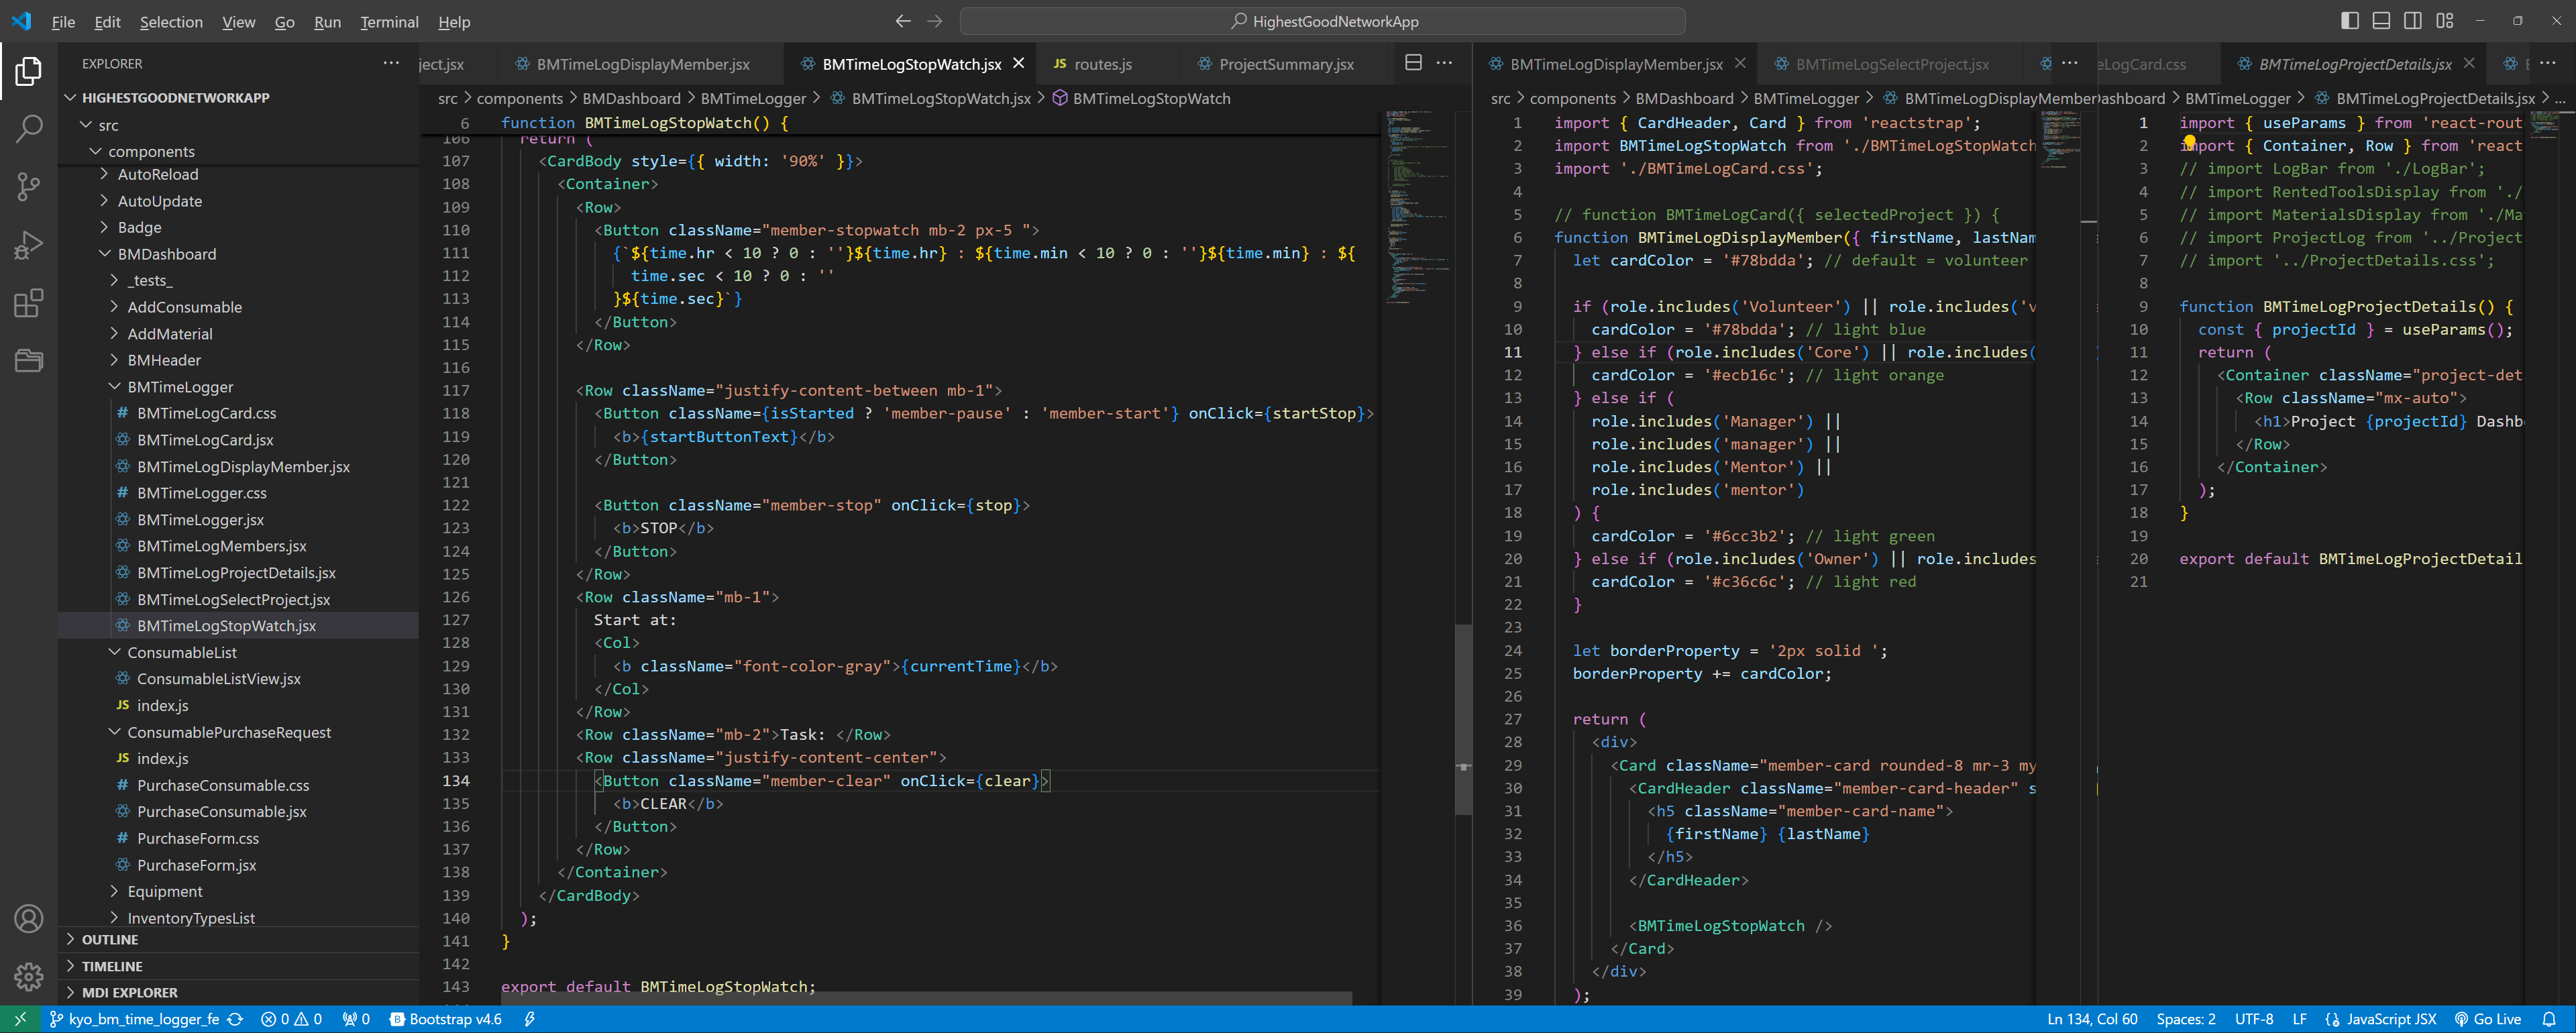 File Edit Selection View Go Run Terminal Help
HighestGoodNetworkApp
EXPLORER
HIGHESTGOODNETWORKAPP
src
components
AutoReload
AutoUpdate
Badge
BMDashboard
_tests_
AddConsumable
AddMaterial
BMHeader
BMTimeLogger
# BMTimeLogCard.css
BMTimeLogCard.jsx
BMTimeLogDisplayMember.jsx
# BMTimeLogger.css
BMTimeLogger.jsx
BMTimeLogMembers.jsx
BMTimeLogProjectDetails.jsx
BMTimeLogSelectProject.jsx
BMTimeLogStopWatch.jsx
ConsumableList
ConsumableListView.jsx
JS index.js
ConsumablePurchaseRequest
JS index.js
# PurchaseConsumable.css
PurchaseConsumable.jsx
# PurchaseForm.css
PurchaseForm.jsx
Equipment
InventoryTypesList
OUTLINE
TIMELINE
MDI EXPLORER
ject.jsx BMTimeLogDisplayMember.jsx BMTimeLogStopWatch.jsx JS routes.js ProjectSummary.jsx
src > components > BMDashboard > BMTimeLogger > BMTimeLogStopWatch.jsx > BMTimeLogStopWatch
6 function BMTimeLogStopWatch() {
106 return (
107 <CardBody style={{ width: '90%' }}>
108 <Container>
109 <Row>
110 <Button className="member-stopwatch mb-2 px-5 ">
111 {`${time.hr < 10 ? 0 : ''}${time.hr} : ${time.min < 10 ? 0 : ''}${time.min} : ${
112 time.sec < 10 ? 0 : ''
113 }${time.sec}`}
114 </Button>
115 </Row>
116
117 <Row className="justify-content-between mb-1">
118 <Button className={isStarted ? 'member-pause' : 'member-start'} onClick={startStop}>
119 <b>{startButtonText}</b>
120 </Button>
121
122 <Button className="member-stop" onClick={stop}>
123 <b>STOP</b>
124 </Button>
125 </Row>
126 <Row className="mb-1">
127 Start at:
128 <Col>
129 <b className="font-color-gray">{currentTime}</b>
130 </Col>
131 </Row>
132 <Row className="mb-2">Task: </Row>
133 <Row className="justify-content-center">
134 <Button className="member-clear" onClick={clear}>
135 <b>CLEAR</b>
136 </Button>
137 </Row>
138 </Container>
139 </CardBody>
140 );
141 }
142
143 export default BMTimeLogStopWatch;
BMTimeLogDisplayMember.jsx BMTimeLogSelectProject.jsx
src > components > BMDashboard > BMTimeLogger > BMTimeLogDisplayMember
1 import { CardHeader, Card } from 'reactstrap';
2 import BMTimeLogStopWatch from './BMTimeLogStopWatch
3 import './BMTimeLogCard.css';
4
5 // function BMTimeLogCard({ selectedProject }) {
6 function BMTimeLogDisplayMember({ firstName, lastNam
7 let cardColor = '#78bdda'; // default = volunteer
8
9 if (role.includes('Volunteer') || role.includes('v
10 cardColor = '#78bdda'; // light blue
11 } else if (role.includes('Core') || role.includes(
12 cardColor = '#ecb16c'; // light orange
13 } else if (
14 role.includes('Manager') ||
15 role.includes('manager') ||
16 role.includes('Mentor') ||
17 role.includes('mentor')
18 ) {
19 cardColor = '#6cc3b2'; // light green
20 } else if (role.includes('Owner') || role.includes
21 cardColor = '#c36c6c'; // light red
22 }
23
24 let borderProperty = '2px solid ';
25 borderProperty += cardColor;
26
27 return (
28 <div>
29 <Card className="member-card rounded-8 mr-3 my
30 <CardHeader className="member-card-header" s
31 <h5 className="member-card-name">
32 {firstName} {lastName}
33 </h5>
34 </CardHeader>
35
36 <BMTimeLogStopWatch />
37 </Card>
38 </div>
39 );
eLogCard.css BMTimeLogProjectDetails.jsx
ashboard > BMTimeLogger > BMTimeLogProjectDetails.jsx > ...
1 import { useParams } from 'react-rout
2 import { Container, Row } from 'react
3 // import LogBar from './LogBar';
4 // import RentedToolsDisplay from './
5 // import MaterialsDisplay from './Ma
6 // import ProjectLog from '../Project
7 // import '../ProjectDetails.css';
8
9 function BMTimeLogProjectDetails() {
10 const { projectId } = useParams();
11 return (
12 <Container className="project-det
13 <Row className="mx-auto">
14 <h1>Project {projectId} Dashb
15 </Row>
16 </Container>
17 );
18 }
19
20 export default BMTimeLogProjectDetail
21
kyo_bm_time_logger_fe 0 0 0 Bootstrap v4.6
Ln 134, Col 60 Spaces: 2 UTF-8 LF JavaScript JSX Go Live